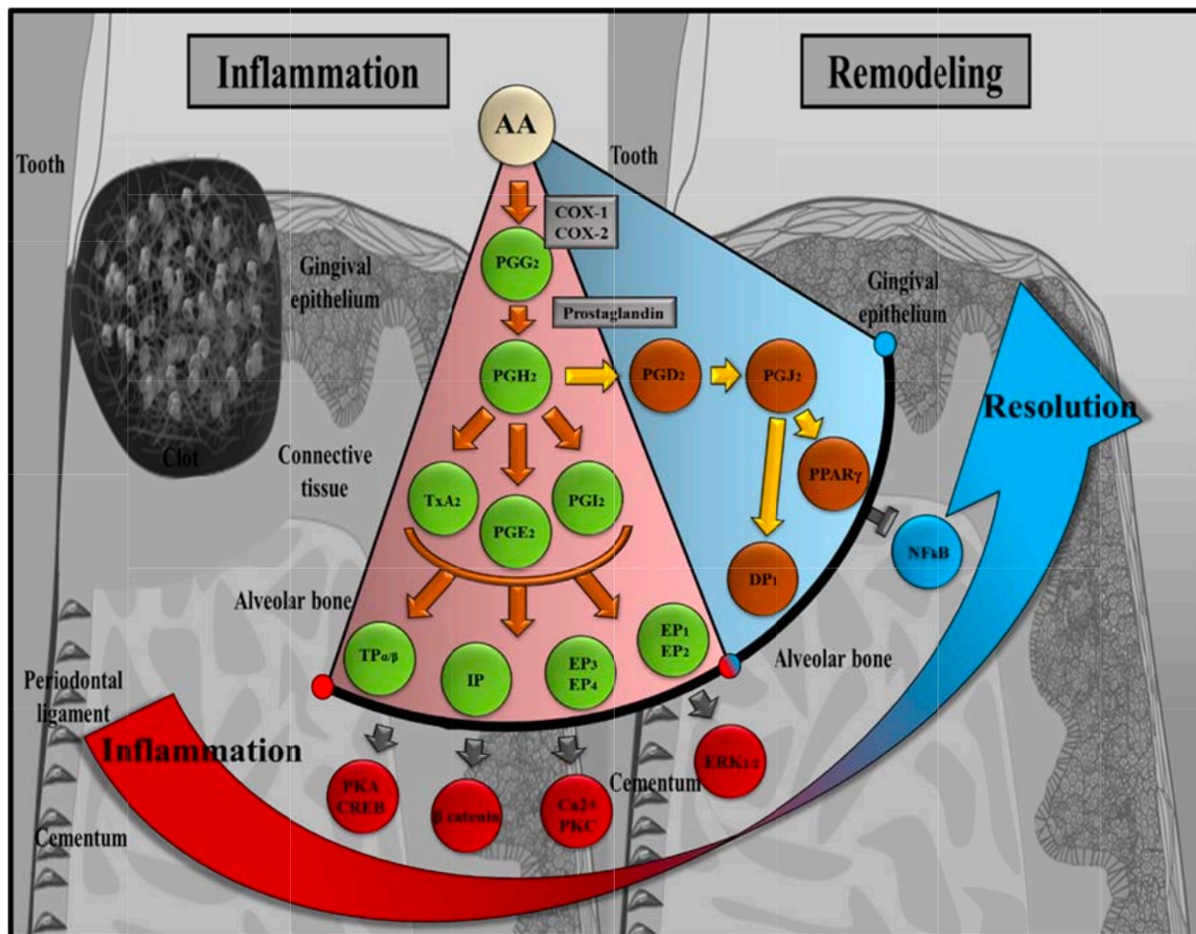 Inflammation
Remodeling
AA
Tooth
Tooth
COX-1
COX-2
PGG2
Gingival
epithelium
Gingival
epithelium
Prostaglandin
PGH2
PGD2
PGJ2
Resolution
Clot
Connective
tissue
PPARγ
TxA2
PGI2
PGE2
NFkB
DP1
Alveolar bone
EP1
EP2
TPα/β
IP
EP3
EP4
Alveolar bone
Periodontal
ligament
Inflammation
ERK1/2
Cementum
PKA
CREB
β catenin
Ca2+
PKC
Cementum